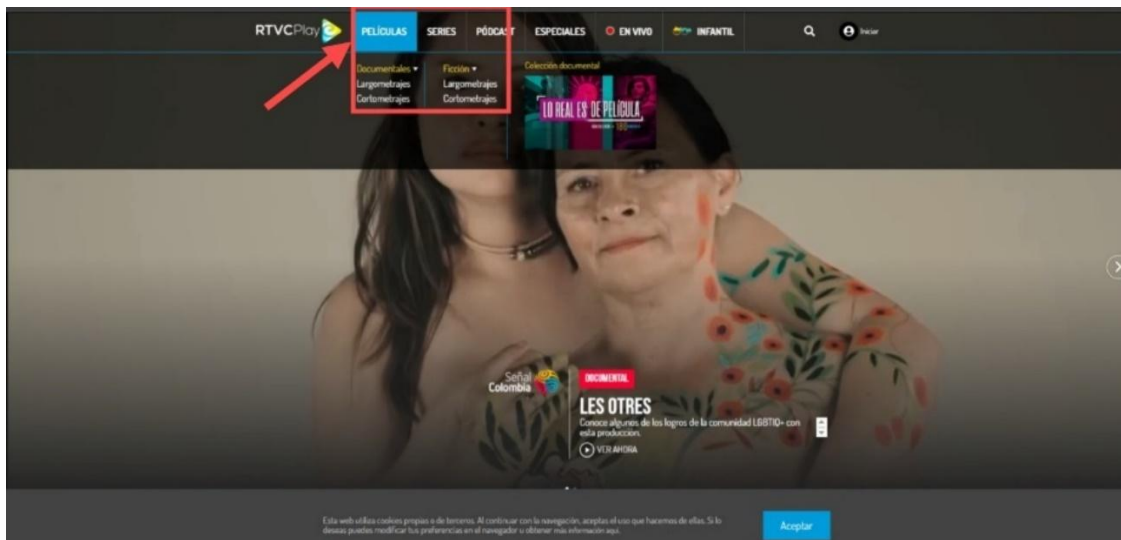 RTVCPlay
PELÍCULAS SERIES PÓDCAST ESPECIALES EN VIVO INFANTIL Iniciar
Documentales Ficción Colección documental
Largometrajes Largometrajes
Cortometrajes Cortometrajes
LO REAL ES DE PELÍCULA
Señal
Colombia
DOCUMENTAL
LES OTRES
Conoce algunos de los logros de la comunidad LGBTIQ+ con
esta producción.
VER AHORA
Esta web utiliza cookies propias o de terceros. Al continuar con la navegación, aceptas el uso que hacemos de ellas. Si lo
deseas puedes modificar tus preferencias en el navegador u obtener más información aquí.
Aceptar